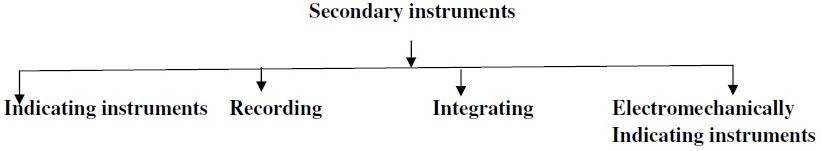 Secondary instruments
Indicating instruments Recording Integrating Electromechanically
Indicating instruments